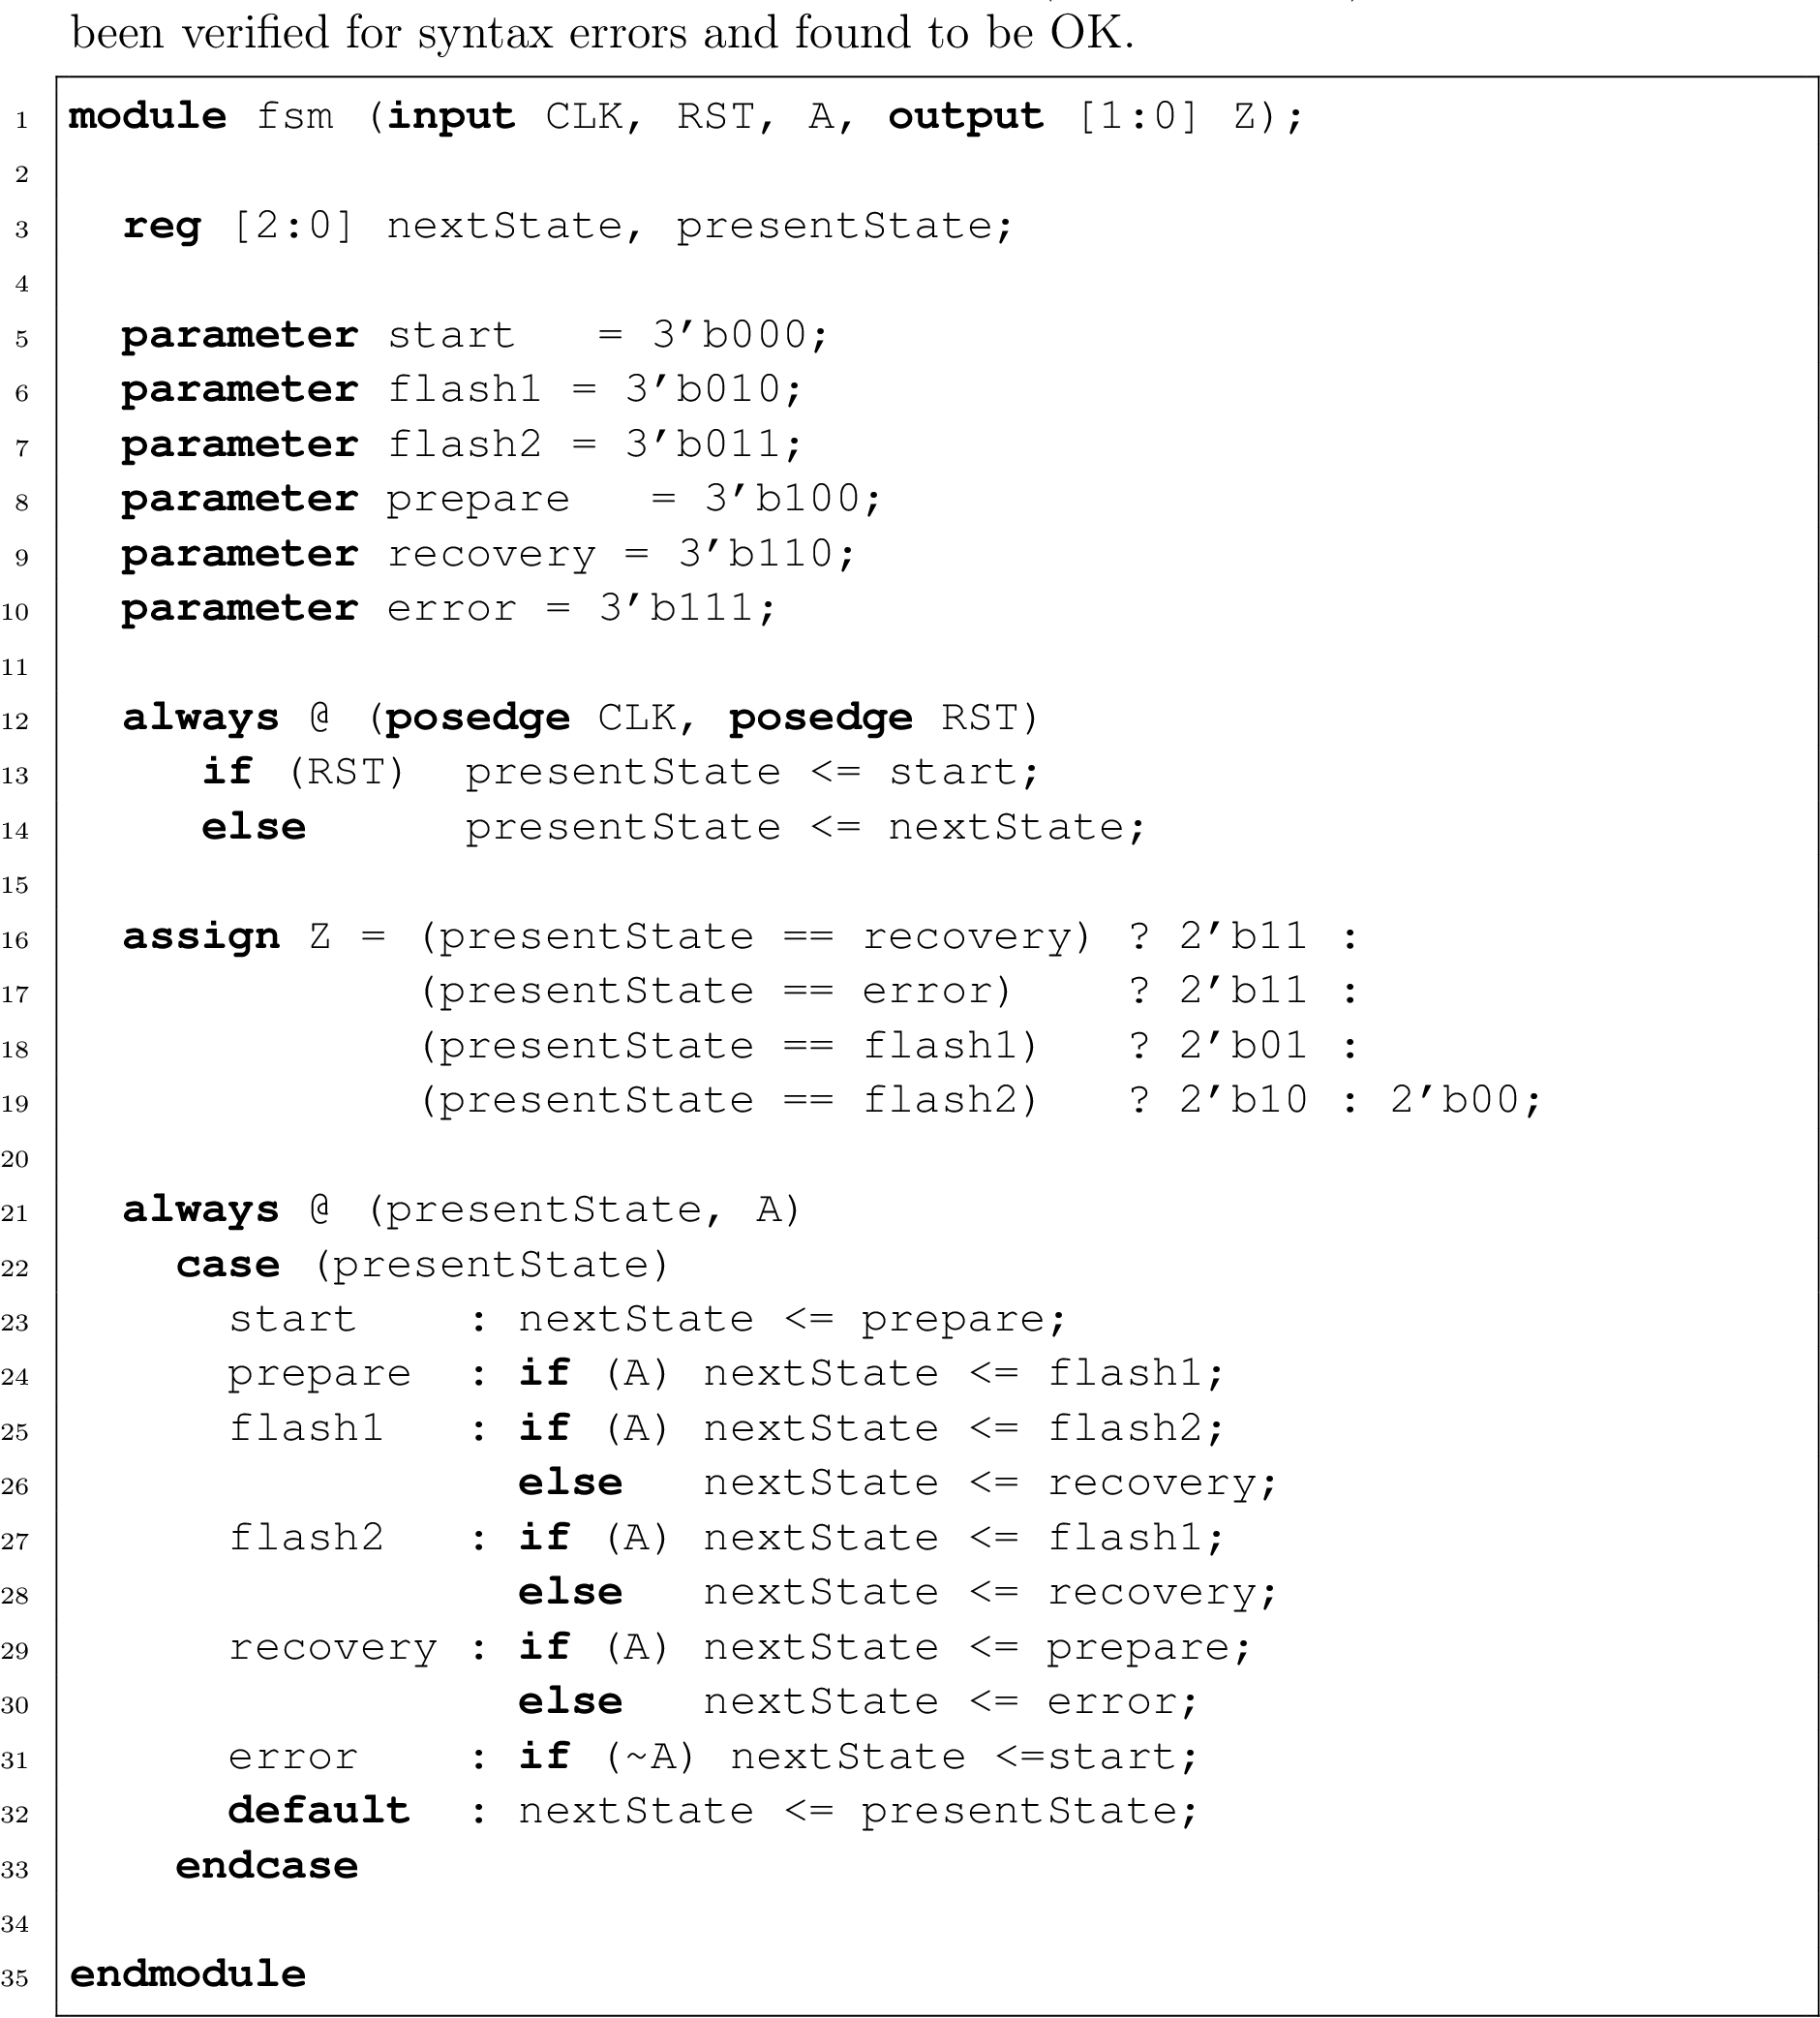 been verified for syntax errors and found to be OK.
1 module fsm (input CLK, RST, A, output [1:0] Z);
2
3   reg [2:0] nextState, presentState;
4
5   parameter start   = 3'b000;
6   parameter flash1 = 3'b010;
7   parameter flash2 = 3'b011;
8   parameter prepare   = 3'b100;
9   parameter recovery = 3'b110;
10   parameter error = 3'b111;
11
12   always @ (posedge CLK, posedge RST)
13      if (RST)  presentState <= start;
14      else      presentState <= nextState;
15
16   assign Z = (presentState == recovery) ? 2'b11 :
17              (presentState == error)    ? 2'b11 :
18              (presentState == flash1)   ? 2'b01 :
19              (presentState == flash2)   ? 2'b10 : 2'b00;
20
21   always @ (presentState, A)
22     case (presentState)
23       start    : nextState <= prepare;
24       prepare  : if (A) nextState <= flash1;
25       flash1   : if (A) nextState <= flash2;
26                  else   nextState <= recovery;
27       flash2   : if (A) nextState <= flash1;
28                  else   nextState <= recovery;
29       recovery : if (A) nextState <= prepare;
30                  else   nextState <= error;
31       error    : if (~A) nextState <=start;
32       default  : nextState <= presentState;
33     endcase
34
35 endmodule